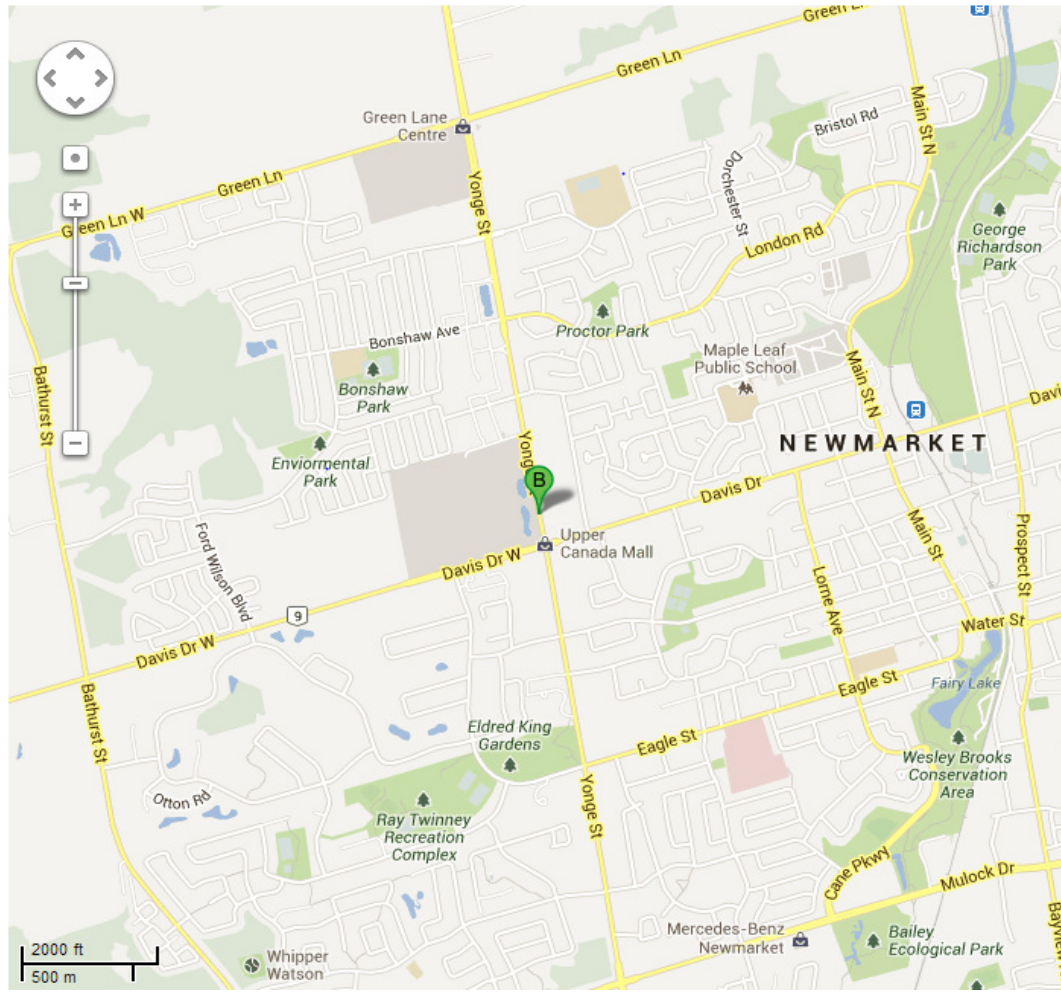 Green Ln
Green Ln
Green Lane
Centre
Main St N
Bristol Rd
Dorchester St
Green Ln
Yonge St
Green Ln W
London Rd
George
Richardson
Park
Proctor Park
Bonshaw Ave
Maple Leaf
Public School
Main St N
Bonshaw
Park
Bathurst St
Davis
NEWMARKET
Yonge
Enviormental
Park
B
Davis Dr
Upper
Canada Mall
Ford Wilson Blvd
Davis Dr W
Main St
Prospect St
Lorne Ave
9
Water St
Davis Dr W
Bathurst St
Eagle St
Fairy Lake
Eldred King
Gardens
Eagle St
Wesley Brooks
Conservation
Area
Otton Rd
Yonge St
Ray Twinney
Recreation
Complex
Cane Pkwy
Mulock Dr
Mercedes-Benz
Newmarket
Bailey
Ecological Park
Whipper
Watson
2000 ft
500 m